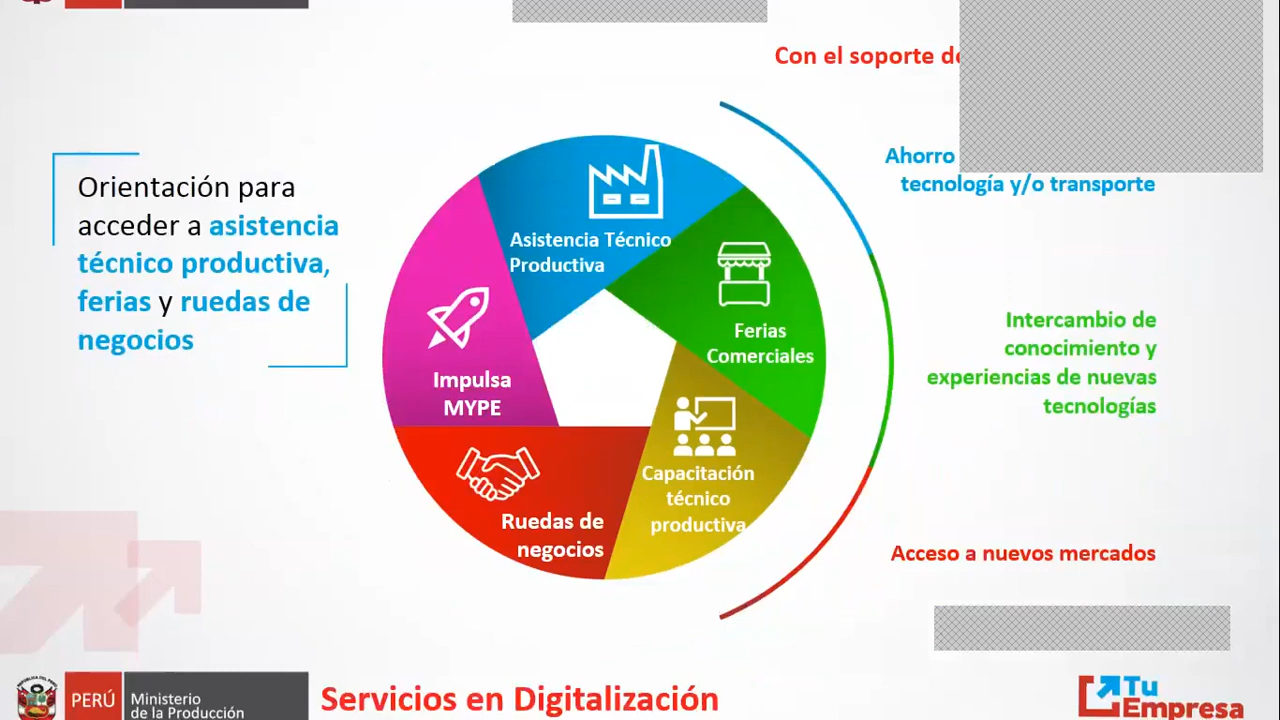 Con el soporte
Orientación para
acceder a asistencia
técnico productiva,
ferias y ruedas de
negocios
Asistencia Técnico
Productiva
Ferias
Comerciales
Capacitación
técnico
productiva
Ruedas de
negocios
Impulsa
MYPE
Ahorro
tecnología y/o transporte
Intercambio de
conocimiento y
experiencias de nuevas
tecnologías
Acceso a nuevos mercados
PERÚ
Ministerio
de la Producción
Servicios en Digitalización
Tu
Empresa